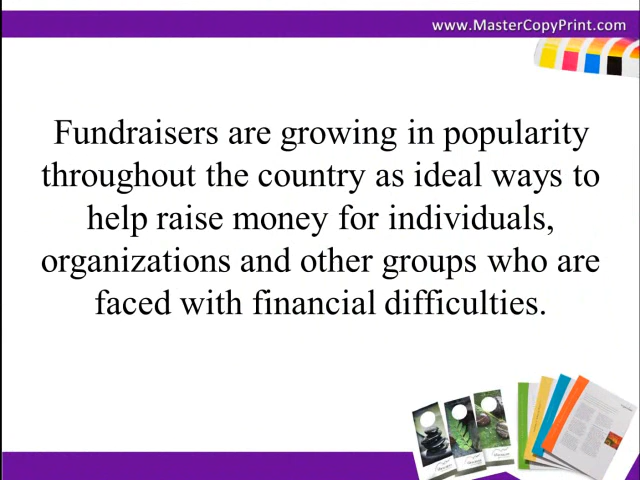 www.MasterCopyPrint.com
Fundraisers are growing in popularity
throughout the country as ideal ways to
help raise money for individuals,
organizations and other groups who are
faced with financial difficulties.